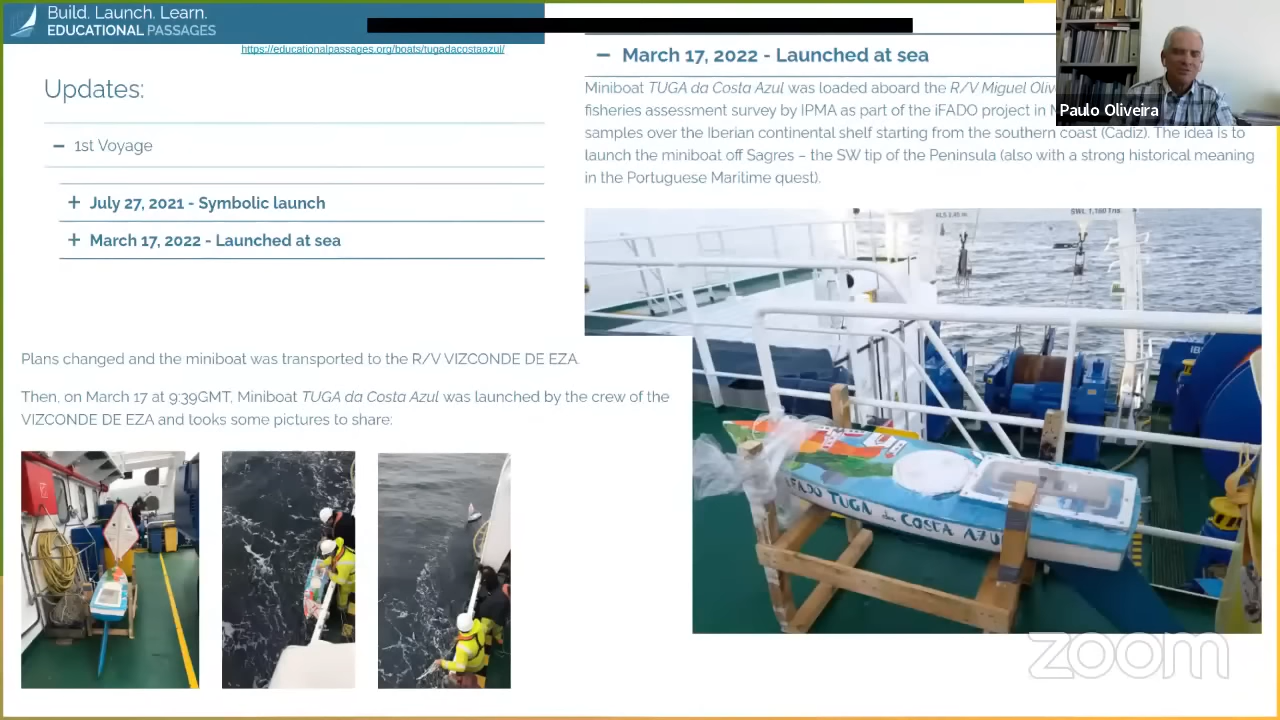 Build. Launch. Learn.
EDUCATIONAL PASSAGES
https://educationalpassages.org/boats/tugadacostaazul/
Updates:
− 1st Voyage
+ July 27, 2021 - Symbolic launch
+ March 17, 2022 - Launched at sea
− March 17, 2022 - Launched at sea
Miniboat TUGA da Costa Azul was loaded aboard the R/V Miguel
fisheries assessment survey by IPMA as part of the iFADO project in
samples over the Iberian continental shelf starting from the southern coast (Cadiz). The idea is to
launch the miniboat off Sagres – the SW tip of the Peninsula (also with a strong historical meaning
in the Portuguese Maritime quest).
Paulo Oliveira
Plans changed and the miniboat was transported to the R/V VIZCONDE DE EZA.
Then, on March 17 at 9:39GMT, Miniboat TUGA da Costa Azul was launched by the crew of the
VIZCONDE DE EZA and looks some pictures to share:
iFADO TUGA da COSTA AZUL
zoom